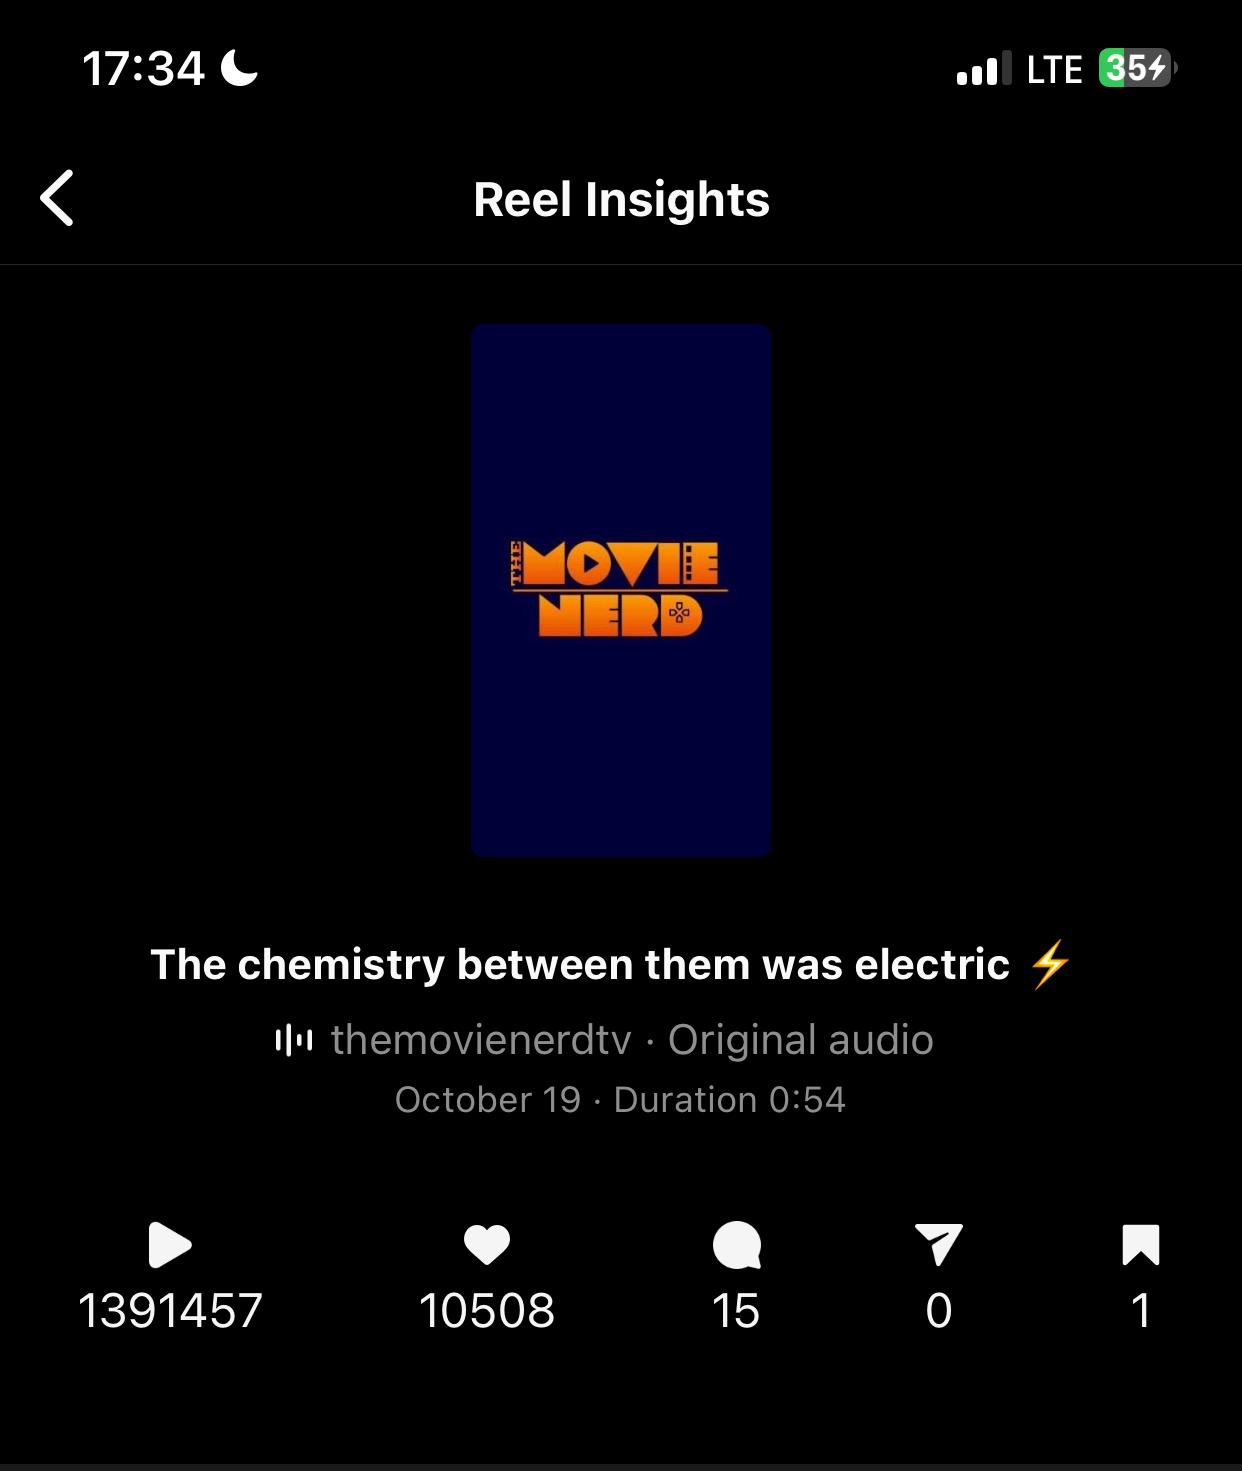 17:34
LTE 35
Reel Insights
THE MOVIE
NERD
The chemistry between them was electric ⚡
themovienerdtv · Original audio
October 19 · Duration 0:54
1391457 10508 15 0 1